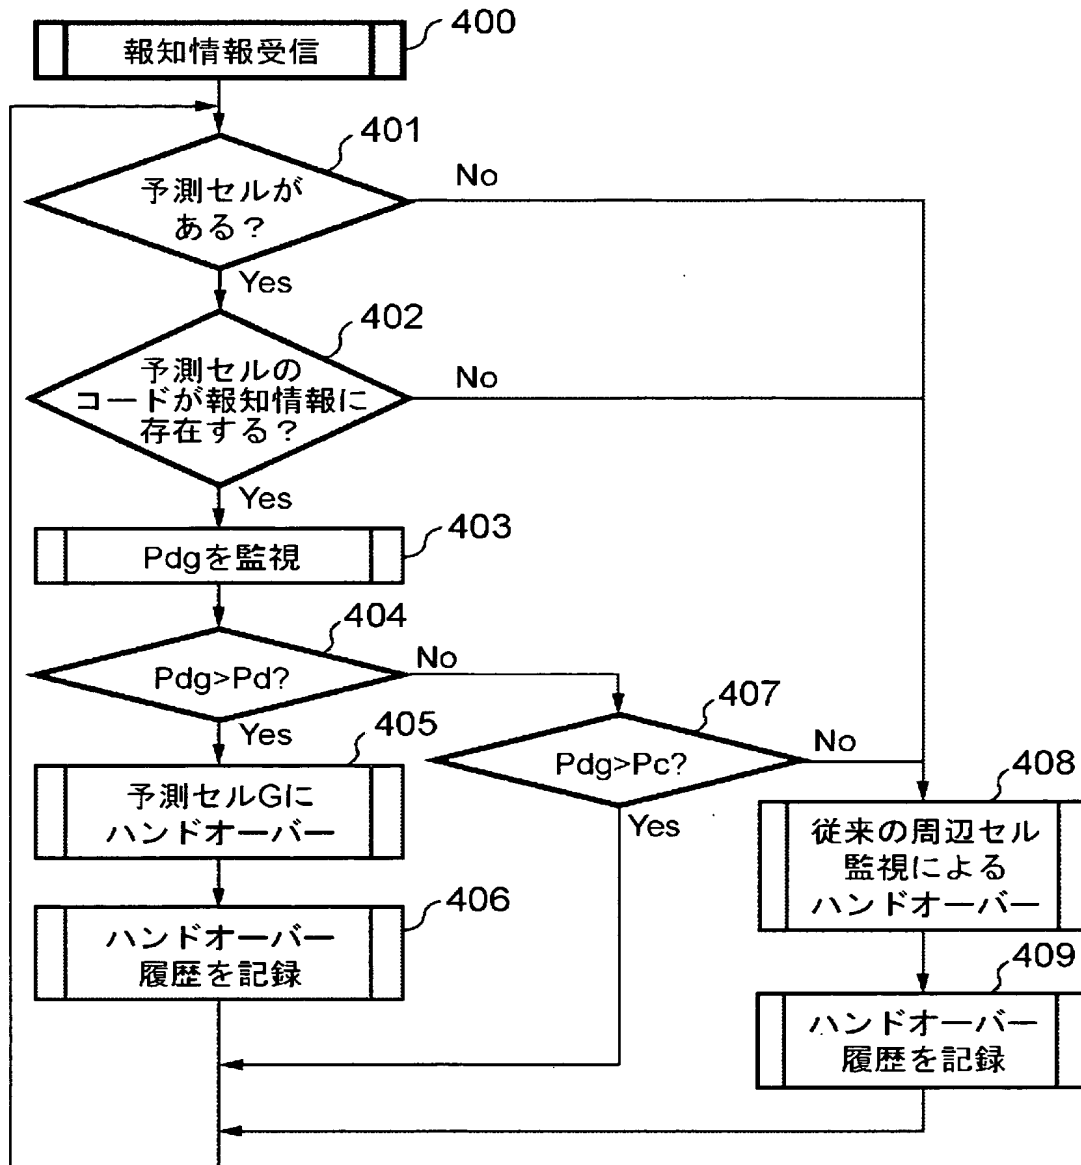 報知情報受信
400
401
予測セルが
ある?
No
Yes
402
予測セルの
コードが報知情報に
存在する?
No
Yes
403
Pdgを監視
404
Pdg>Pd?
No
Yes
407
Pdg>Pc?
No
Yes
405
予測セルGに
ハンドオーバー
406
ハンドオーバー
履歴を記録
408
従来の周辺セル
監視による
ハンドオーバー
409
ハンドオーバー
履歴を記録